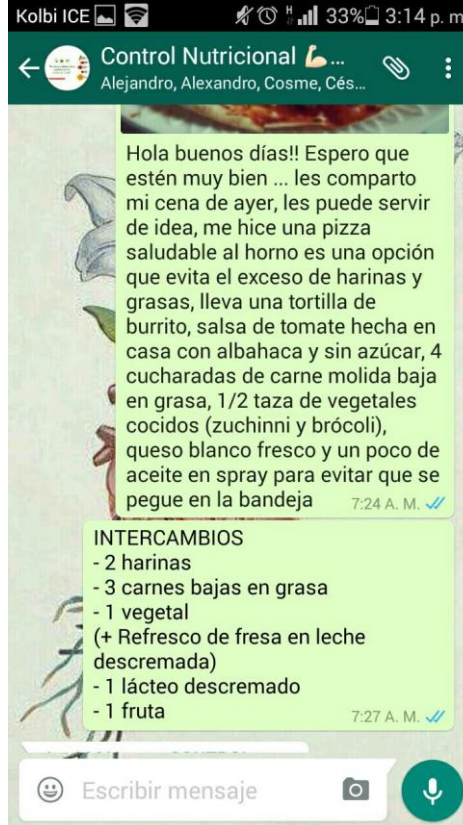 Kolbi ICE 33% 3:14 p. m.
Control Nutricional 💪...
Alejandro, Alexandro, Cosme, Cés...
Hola buenos días!! Espero que
estén muy bien ... les comparto
mi cena de ayer, les puede servir
de idea, me hice una pizza
saludable al horno es una opción
que evita el exceso de harinas y
grasas, lleva una tortilla de
burrito, salsa de tomate hecha en
casa con albahaca y sin azúcar, 4
cucharadas de carne molida baja
en grasa, 1/2 taza de vegetales
cocidos (zuchinni y brócoli),
queso blanco fresco y un poco de
aceite en spray para evitar que se
pegue en la bandeja 7:24 A. M.
INTERCAMBIOS
- 2 harinas
- 3 carnes bajas en grasa
- 1 vegetal
(+ Refresco de fresa en leche
descremada)
- 1 lácteo descremado
- 1 fruta 7:27 A. M.
Escribir mensaje